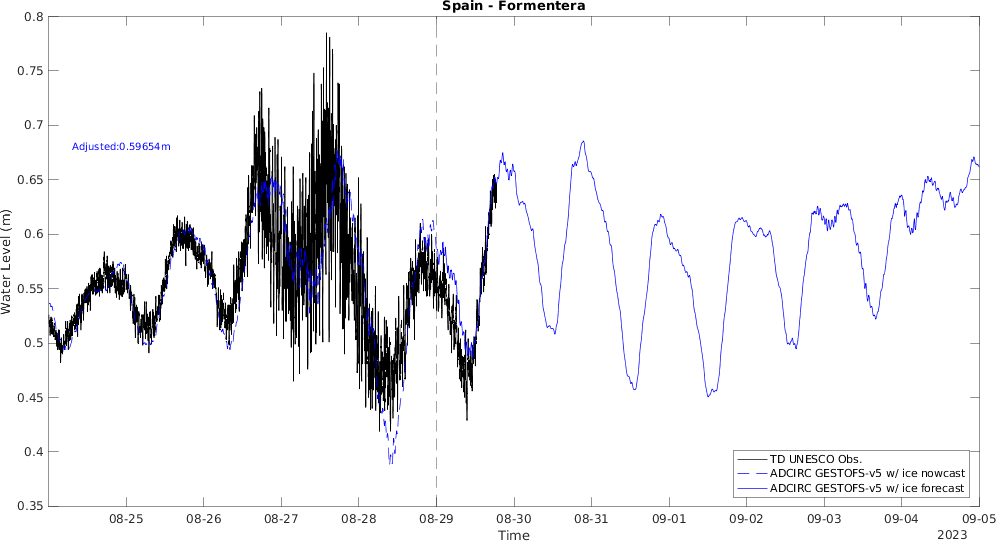 Spain - Formentera
0.8
0.75
0.7
0.65
0.6
0.55
0.5
0.45
0.4
0.35
Water Level (m)
Adjusted:0.59654m
TD UNESCO Obs.
ADCIRC GESTOFS-v5 w/ ice nowcast
ADCIRC GESTOFS-v5 w/ ice forecast
08-25 08-26 08-27 08-28 08-29 08-30 08-31 09-01 09-02 09-03 09-04 09-05
Time
2023